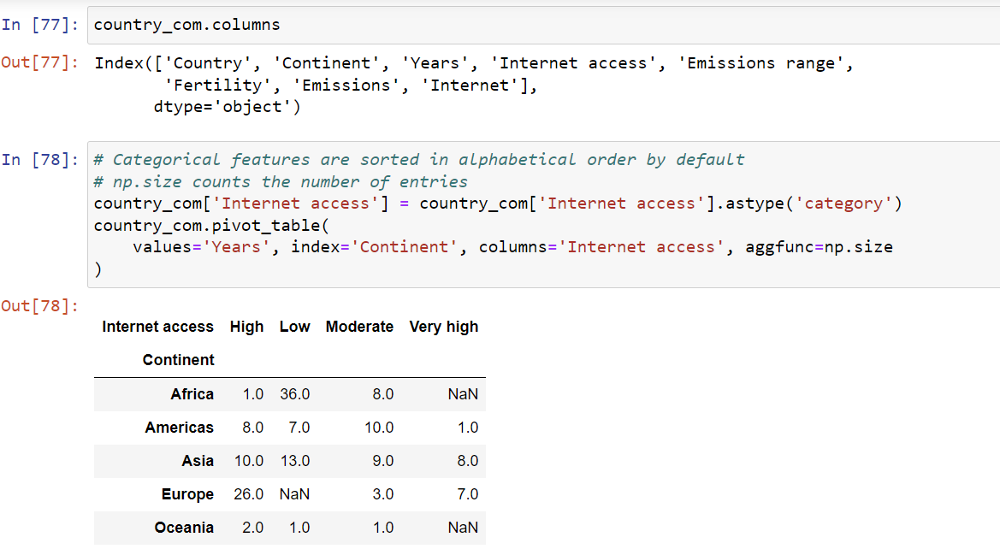 In [77]: country_com.columns
Out[77]: Index(['Country', 'Continent', 'Years', 'Internet access', 'Emissions range',
       'Fertility', 'Emissions', 'Internet'],
      dtype='object')
In [78]: # Categorical features are sorted in alphabetical order by default
# np.size counts the number of entries
country_com['Internet access'] = country_com['Internet access'].astype('category')
country_com.pivot_table(
    values='Years', index='Continent', columns='Internet access', aggfunc=np.size
)
Out[78]:
Internet access High Low Moderate Very high
Continent
Africa 1.0 36.0 8.0 NaN
Americas 8.0 7.0 10.0 1.0
Asia 10.0 13.0 9.0 8.0
Europe 26.0 NaN 3.0 7.0
Oceania 2.0 1.0 1.0 NaN